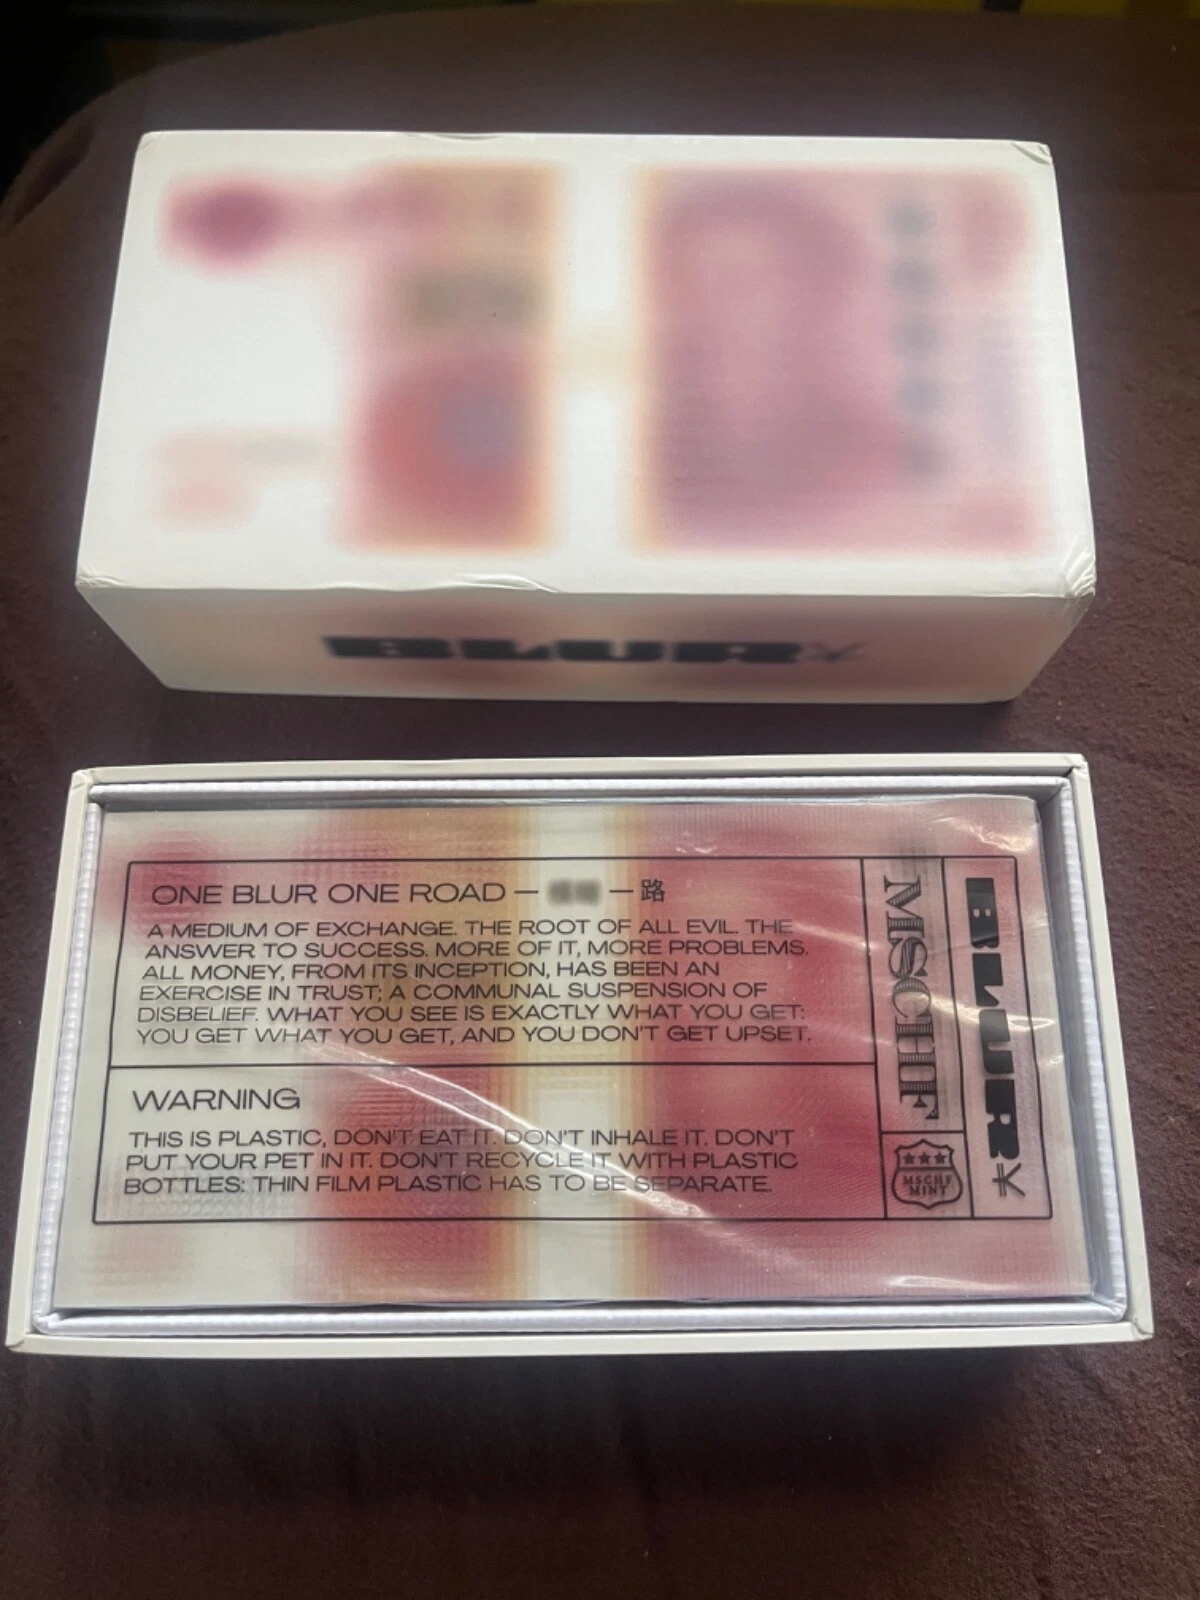 BLUR¥
ONE BLUR ONE ROAD — 一路
A MEDIUM OF EXCHANGE. THE ROOT OF ALL EVIL. THE
ANSWER TO SUCCESS. MORE OF IT, MORE PROBLEMS.
ALL MONEY, FROM ITS INCEPTION, HAS BEEN AN
EXERCISE IN TRUST; A COMMUNAL SUSPENSION OF
DISBELIEF. WHAT YOU SEE IS EXACTLY WHAT YOU GET:
YOU GET WHAT YOU GET, AND YOU DON'T GET UPSET.
WARNING
THIS IS PLASTIC, DON'T EAT IT. DON'T INHALE IT. DON'T
PUT YOUR PET IN IT. DON'T RECYCLE IT WITH PLASTIC
BOTTLES: THIN FILM PLASTIC HAS TO BE SEPARATE.
MSCHF
MSCHF
MINT
BLUR¥